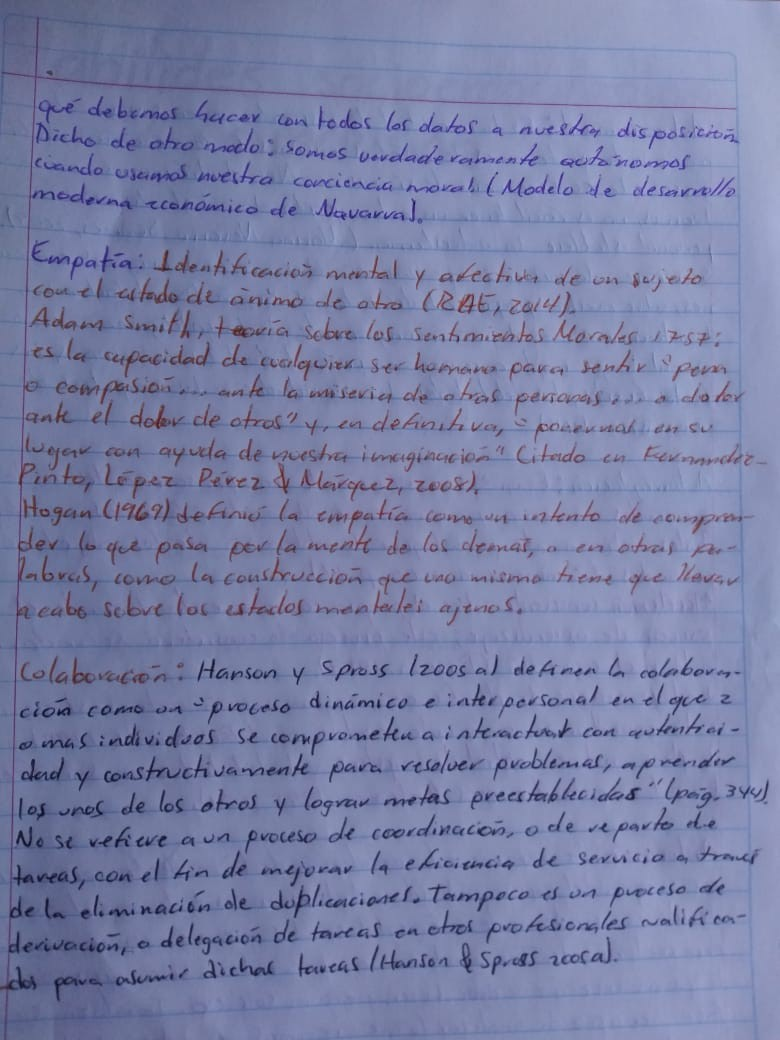 qué debemos hacer con todos los datos a nuestra disposición.
Dicho de otro modo: somos verdaderamente autónomos
cuando usamos nuestra conciencia moral (Modelo de desarrollo
moderna económico de Navarva).
Empatía: Identificación mental y afectiva de un sujeto
con el estado de ánimo de otro (RAE, 2014).
Adam Smith, teoría sobre los sentimientos Morales 1757:
es la capacidad de cualquier ser humano para sentir "pena
o compasión... ante la miseria de otras personas... o dolor
ante el dolor de otros" y, en definitiva, "ponernos en su
lugar con ayuda de nuestra imaginación" Citado en Fernández-
Pinto, López Pérez & Márquez, 2008).
Hogan (1969) definió la empatía como un intento de compren-
der lo que pasa por la mente de los demás, o en otras pa-
labras, como la construcción que uno mismo tiene que llevar
a cabo sobre los estados mentales ajenos.
Colaboración: Hanson y Spross (2005a) definen la colabora-
ción como un "proceso dinámico e interpersonal en el que 2
o mas individuos se comprometen a interactuar con autentici-
dad y constructivamente para resolver problemas, aprender
los unos de los otros y lograr metas preestablecidas" (pág. 344)
No se refiere a un proceso de coordinación, o de reparto de
tareas, con el fin de mejorar la eficiencia de servicio a través
de la eliminación de duplicaciones. Tampoco es un proceso de
derivación, o delegación de tareas en otros profesionales
dos para asumir dichas tareas (Hanson & Spross 2005a).